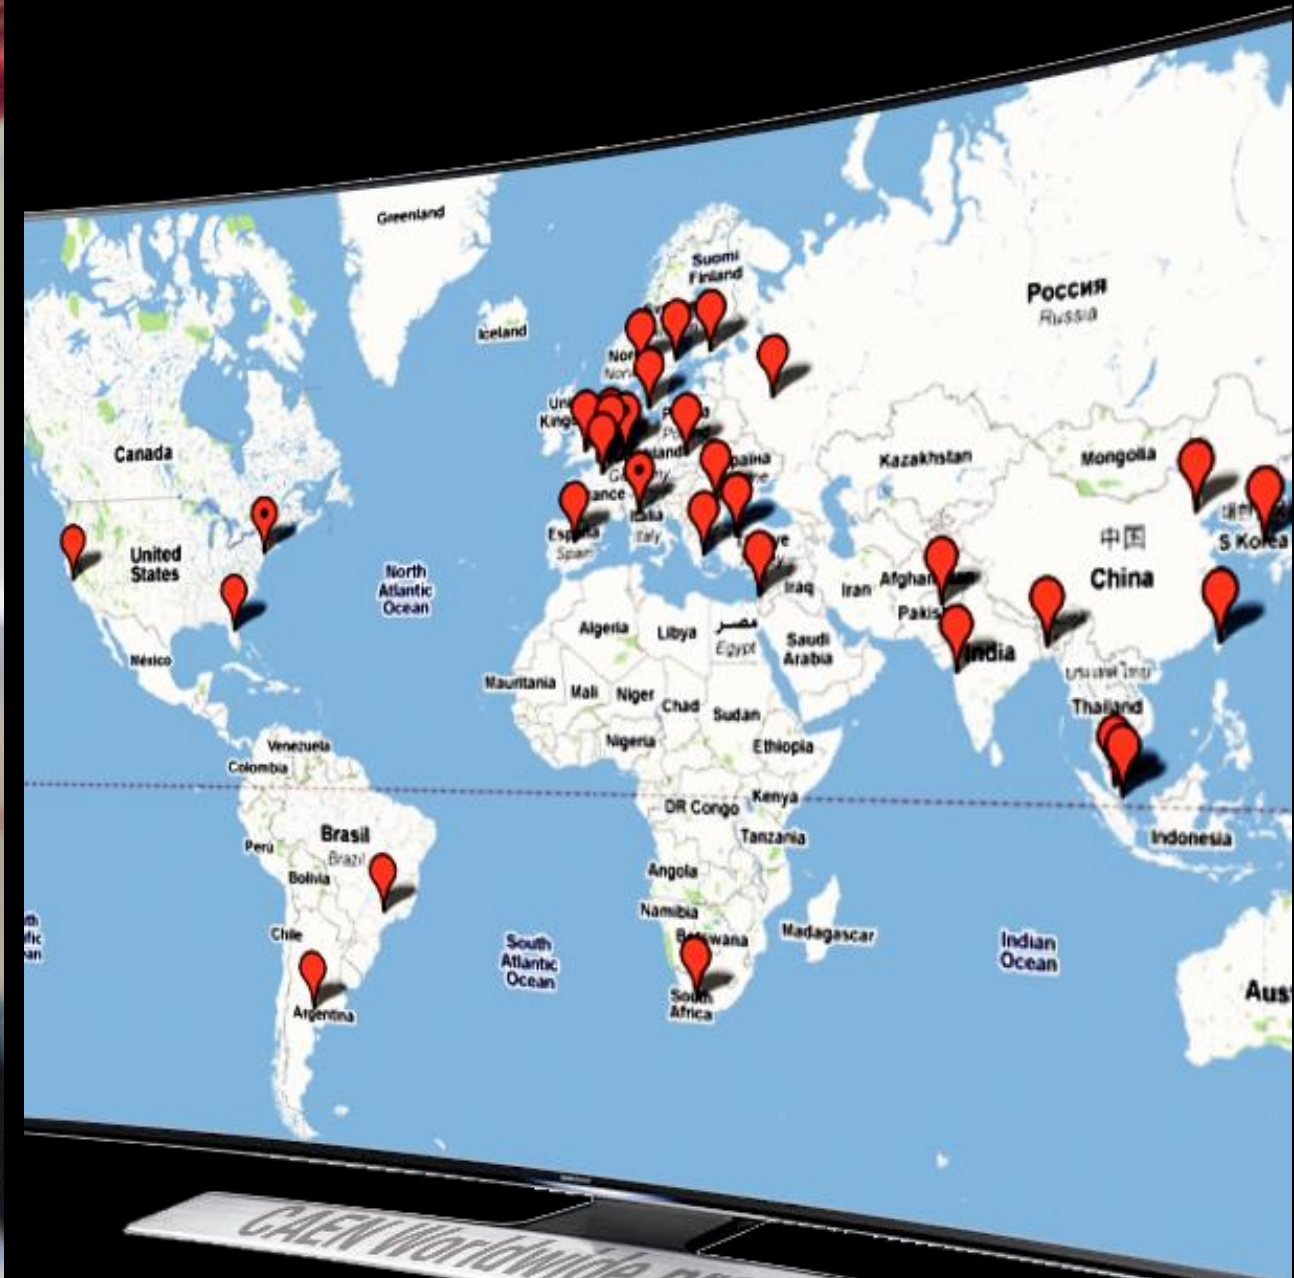 Greenland
Suomi
Finland
Iceland
Россия
Russia
Canada
Kazakhstan
Mongolia
United
States
North
Atlantic
Ocean
Italy
Spain
中国
China
S Korea
Iraq
Iran
México
Algeria
Libya
مصر
Egypt
Saudi
Arabia
India
Mauritania
Mali
Niger
Chad
Sudan
Thailand
Nigeria
Ethiopia
Venezuela
Colombia
DR Congo
Kenya
Tanzania
Indonesia
Brasil
Brazil
Perú
Bolivia
Angola
Namibia
Madagascar
Chile
South
Atlantic
Ocean
Indian
Ocean
Aus
South
Africa
Argentina
CAEN Worldwide